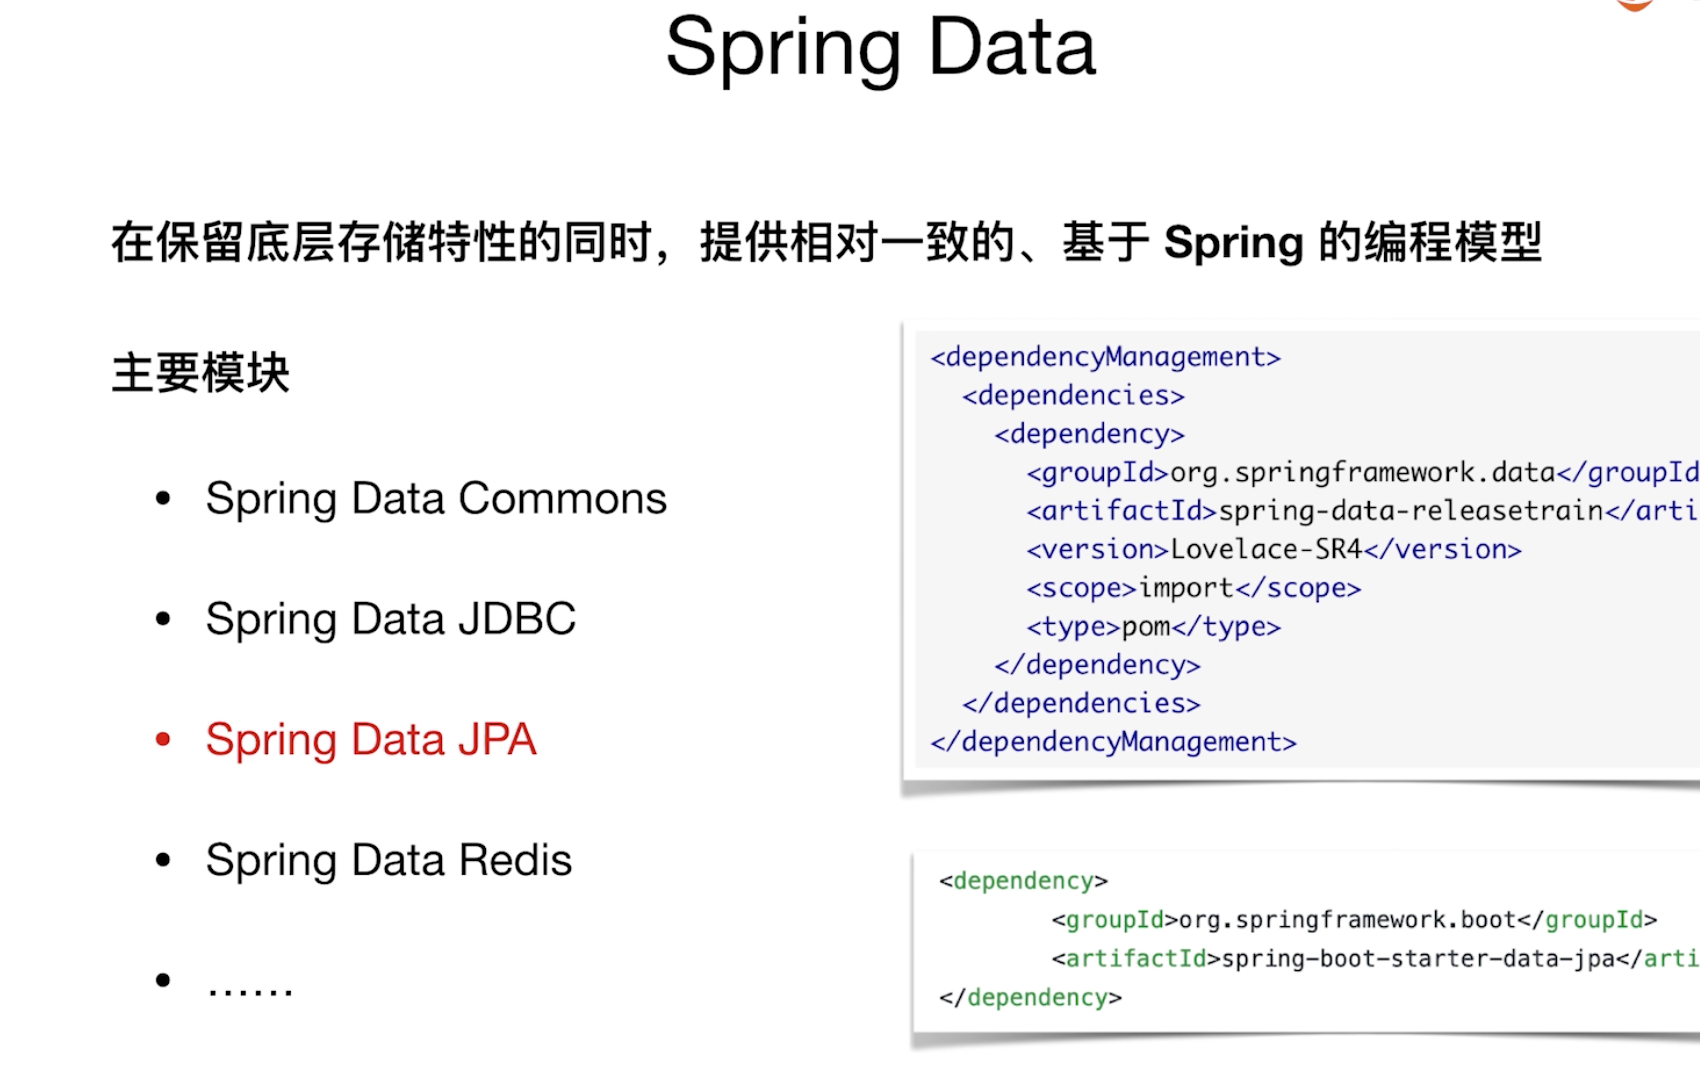 Spring Data
在保留底层存储特性的同时，提供相对一致的、基于 Spring 的编程模型
主要模块
• Spring Data Commons
• Spring Data JDBC
• Spring Data JPA
• Spring Data Redis
• ......
<dependencyManagement>
<dependencies>
<dependency>
<groupId>org.springframework.data</groupId
<artifactId>spring-data-releasetrain</arti
<version>Lovelace-SR4</version>
<scope>import</scope>
<type>pom</type>
</dependency>
</dependencies>
</dependencyManagement>
<dependency>
<groupId>org.springframework.boot</groupId>
<artifactId>spring-boot-starter-data-jpa</arti
</dependency>